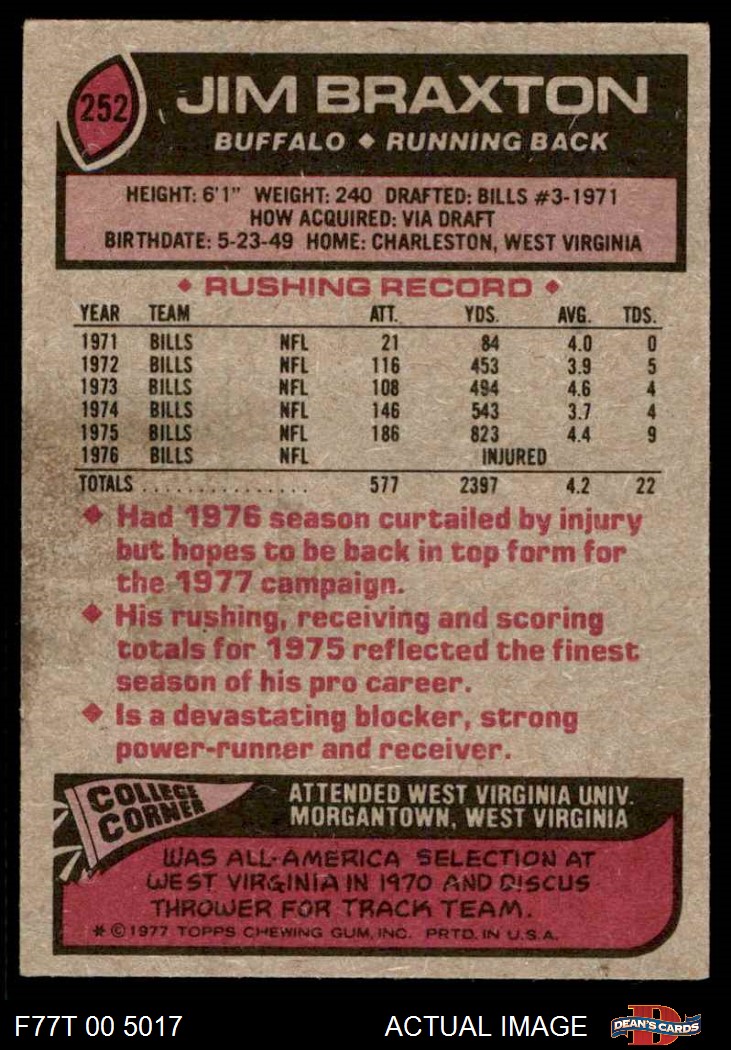 252
JIM BRAXTON
BUFFALO ◆ RUNNING BACK
HEIGHT: 6'1" WEIGHT: 240 DRAFTED: BILLS #3-1971
HOW ACQUIRED: VIA DRAFT
BIRTHDATE: 5-23-49 HOME: CHARLESTON, WEST VIRGINIA
◆ RUSHING RECORD ◆
YEAR TEAM ATT. YDS. AVG. TDS.
1971 BILLS NFL 21 84 4.0 0
1972 BILLS NFL 116 453 3.9 5
1973 BILLS NFL 108 494 4.6 4
1974 BILLS NFL 146 543 3.7 4
1975 BILLS NFL 186 823 4.4 9
1976 BILLS NFL INJURED
TOTALS ................ 577 2397 4.2 22
◆ Had 1976 season curtailed by injury
but hopes to be back in top form for
the 1977 campaign.
◆ His rushing, receiving and scoring
totals for 1975 reflected the finest
season of his pro career.
◆ Is a devastating blocker, strong
power-runner and receiver.
COLLEGE
CORNER
ATTENDED WEST VIRGINIA UNIV.
MORGANTOWN, WEST VIRGINIA
WAS ALL-AMERICA SELECTION AT
WEST VIRGINIA IN 1970 AND DISCUS
THROWER FOR TRACK TEAM.
* © 1977 TOPPS CHEWING GUM, INC. PRTD. IN U.S.A.
F77T 00 5017
ACTUAL IMAGE
D
DEAN'S CARDS